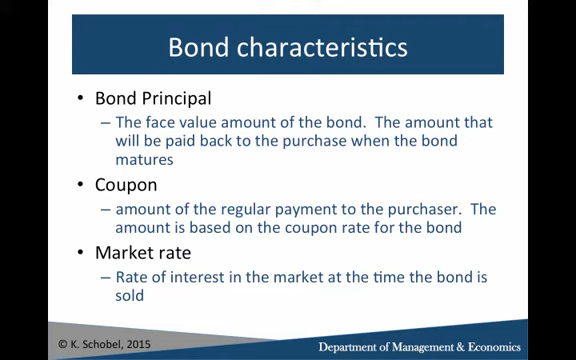 Bond characteristics
• Bond Principal
– The face value amount of the bond. The amount that
will be paid back to the purchase when the bond
matures
• Coupon
– amount of the regular payment to the purchaser. The
amount is based on the coupon rate for the bond
• Market rate
– Rate of interest in the market at the time the bond is
sold
© K. Schobel, 2015
Department of Management & Economics